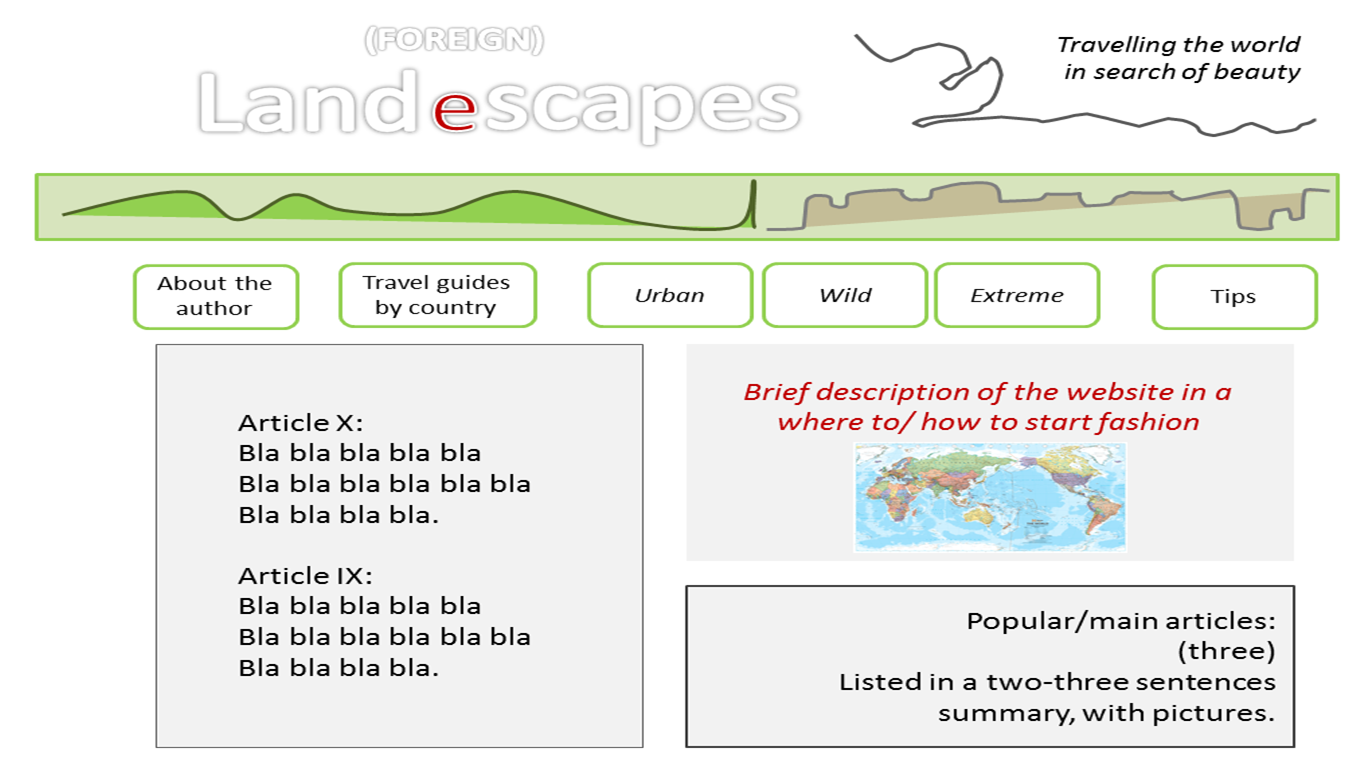 (FOREIGN)
Landescapes
Travelling the world
in search of beauty
About the
author
Travel guides
by country
Urban
Wild
Extreme
Tips
Article X:
Bla bla bla bla bla
Bla bla bla bla bla bla
Bla bla bla bla.
Article IX:
Bla bla bla bla bla
Bla bla bla bla bla bla
Bla bla bla bla.
Brief description of the website in a
where to/ how to start fashion
Popular/main articles:
(three)
Listed in a two-three sentences
summary, with pictures.